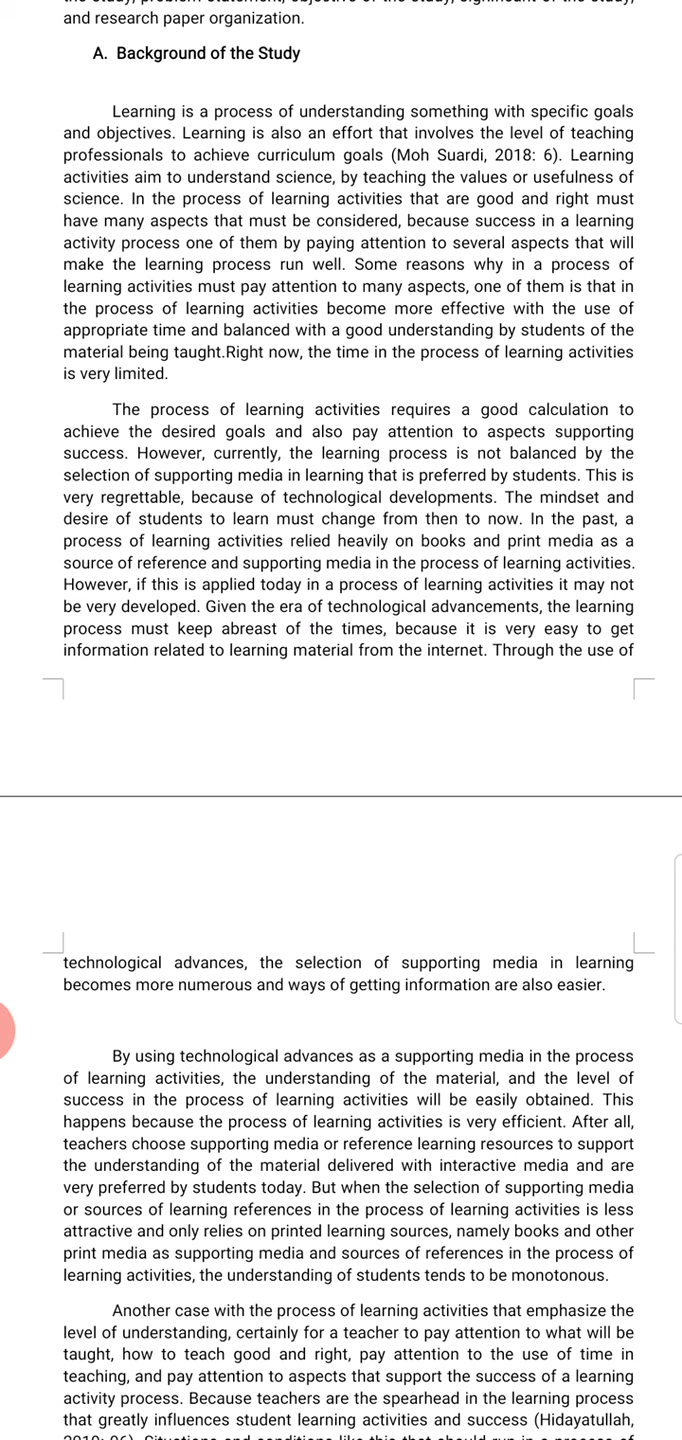 and research paper organization.
A. Background of the Study
Learning is a process of understanding something with specific goals
and objectives. Learning is also an effort that involves the level of teaching
professionals to achieve curriculum goals (Moh Suardi, 2018: 6). Learning
activities aim to understand science, by teaching the values or usefulness of
science. In the process of learning activities that are good and right must
have many aspects that must be considered, because success in a learning
activity process one of them by paying attention to several aspects that will
make the learning process run well. Some reasons why in a process of
learning activities must pay attention to many aspects, one of them is that in
the process of learning activities become more effective with the use of
appropriate time and balanced with a good understanding by students of the
material being taught.Right now, the time in the process of learning activities
is very limited.
The process of learning activities requires a good calculation to
achieve the desired goals and also pay attention to aspects supporting
success. However, currently, the learning process is not balanced by the
selection of supporting media in learning that is preferred by students. This is
very regrettable, because of technological developments. The mindset and
desire of students to learn must change from then to now. In the past, a
process of learning activities relied heavily on books and print media as a
source of reference and supporting media in the process of learning activities.
However, if this is applied today in a process of learning activities it may not
be very developed. Given the era of technological advancements, the learning
process must keep abreast of the times, because it is very easy to get
information related to learning material from the internet. Through the use of
technological advances, the selection of supporting media in learning
becomes more numerous and ways of getting information are also easier.
By using technological advances as a supporting media in the process
of learning activities, the understanding of the material, and the level of
success in the process of learning activities will be easily obtained. This
happens because the process of learning activities is very efficient. After all,
teachers choose supporting media or reference learning resources to support
the understanding of the material delivered with interactive media and are
very preferred by students today. But when the selection of supporting media
or sources of learning references in the process of learning activities is less
attractive and only relies on printed learning sources, namely books and other
print media as supporting media and sources of references in the process of
learning activities, the understanding of students tends to be monotonous.
Another case with the process of learning activities that emphasize the
level of understanding, certainly for a teacher to pay attention to what will be
taught, how to teach good and right, pay attention to the use of time in
teaching, and pay attention to aspects that support the success of a learning
activity process. Because teachers are the spearhead in the learning process
that greatly influences student learning activities and success (Hidayatullah,